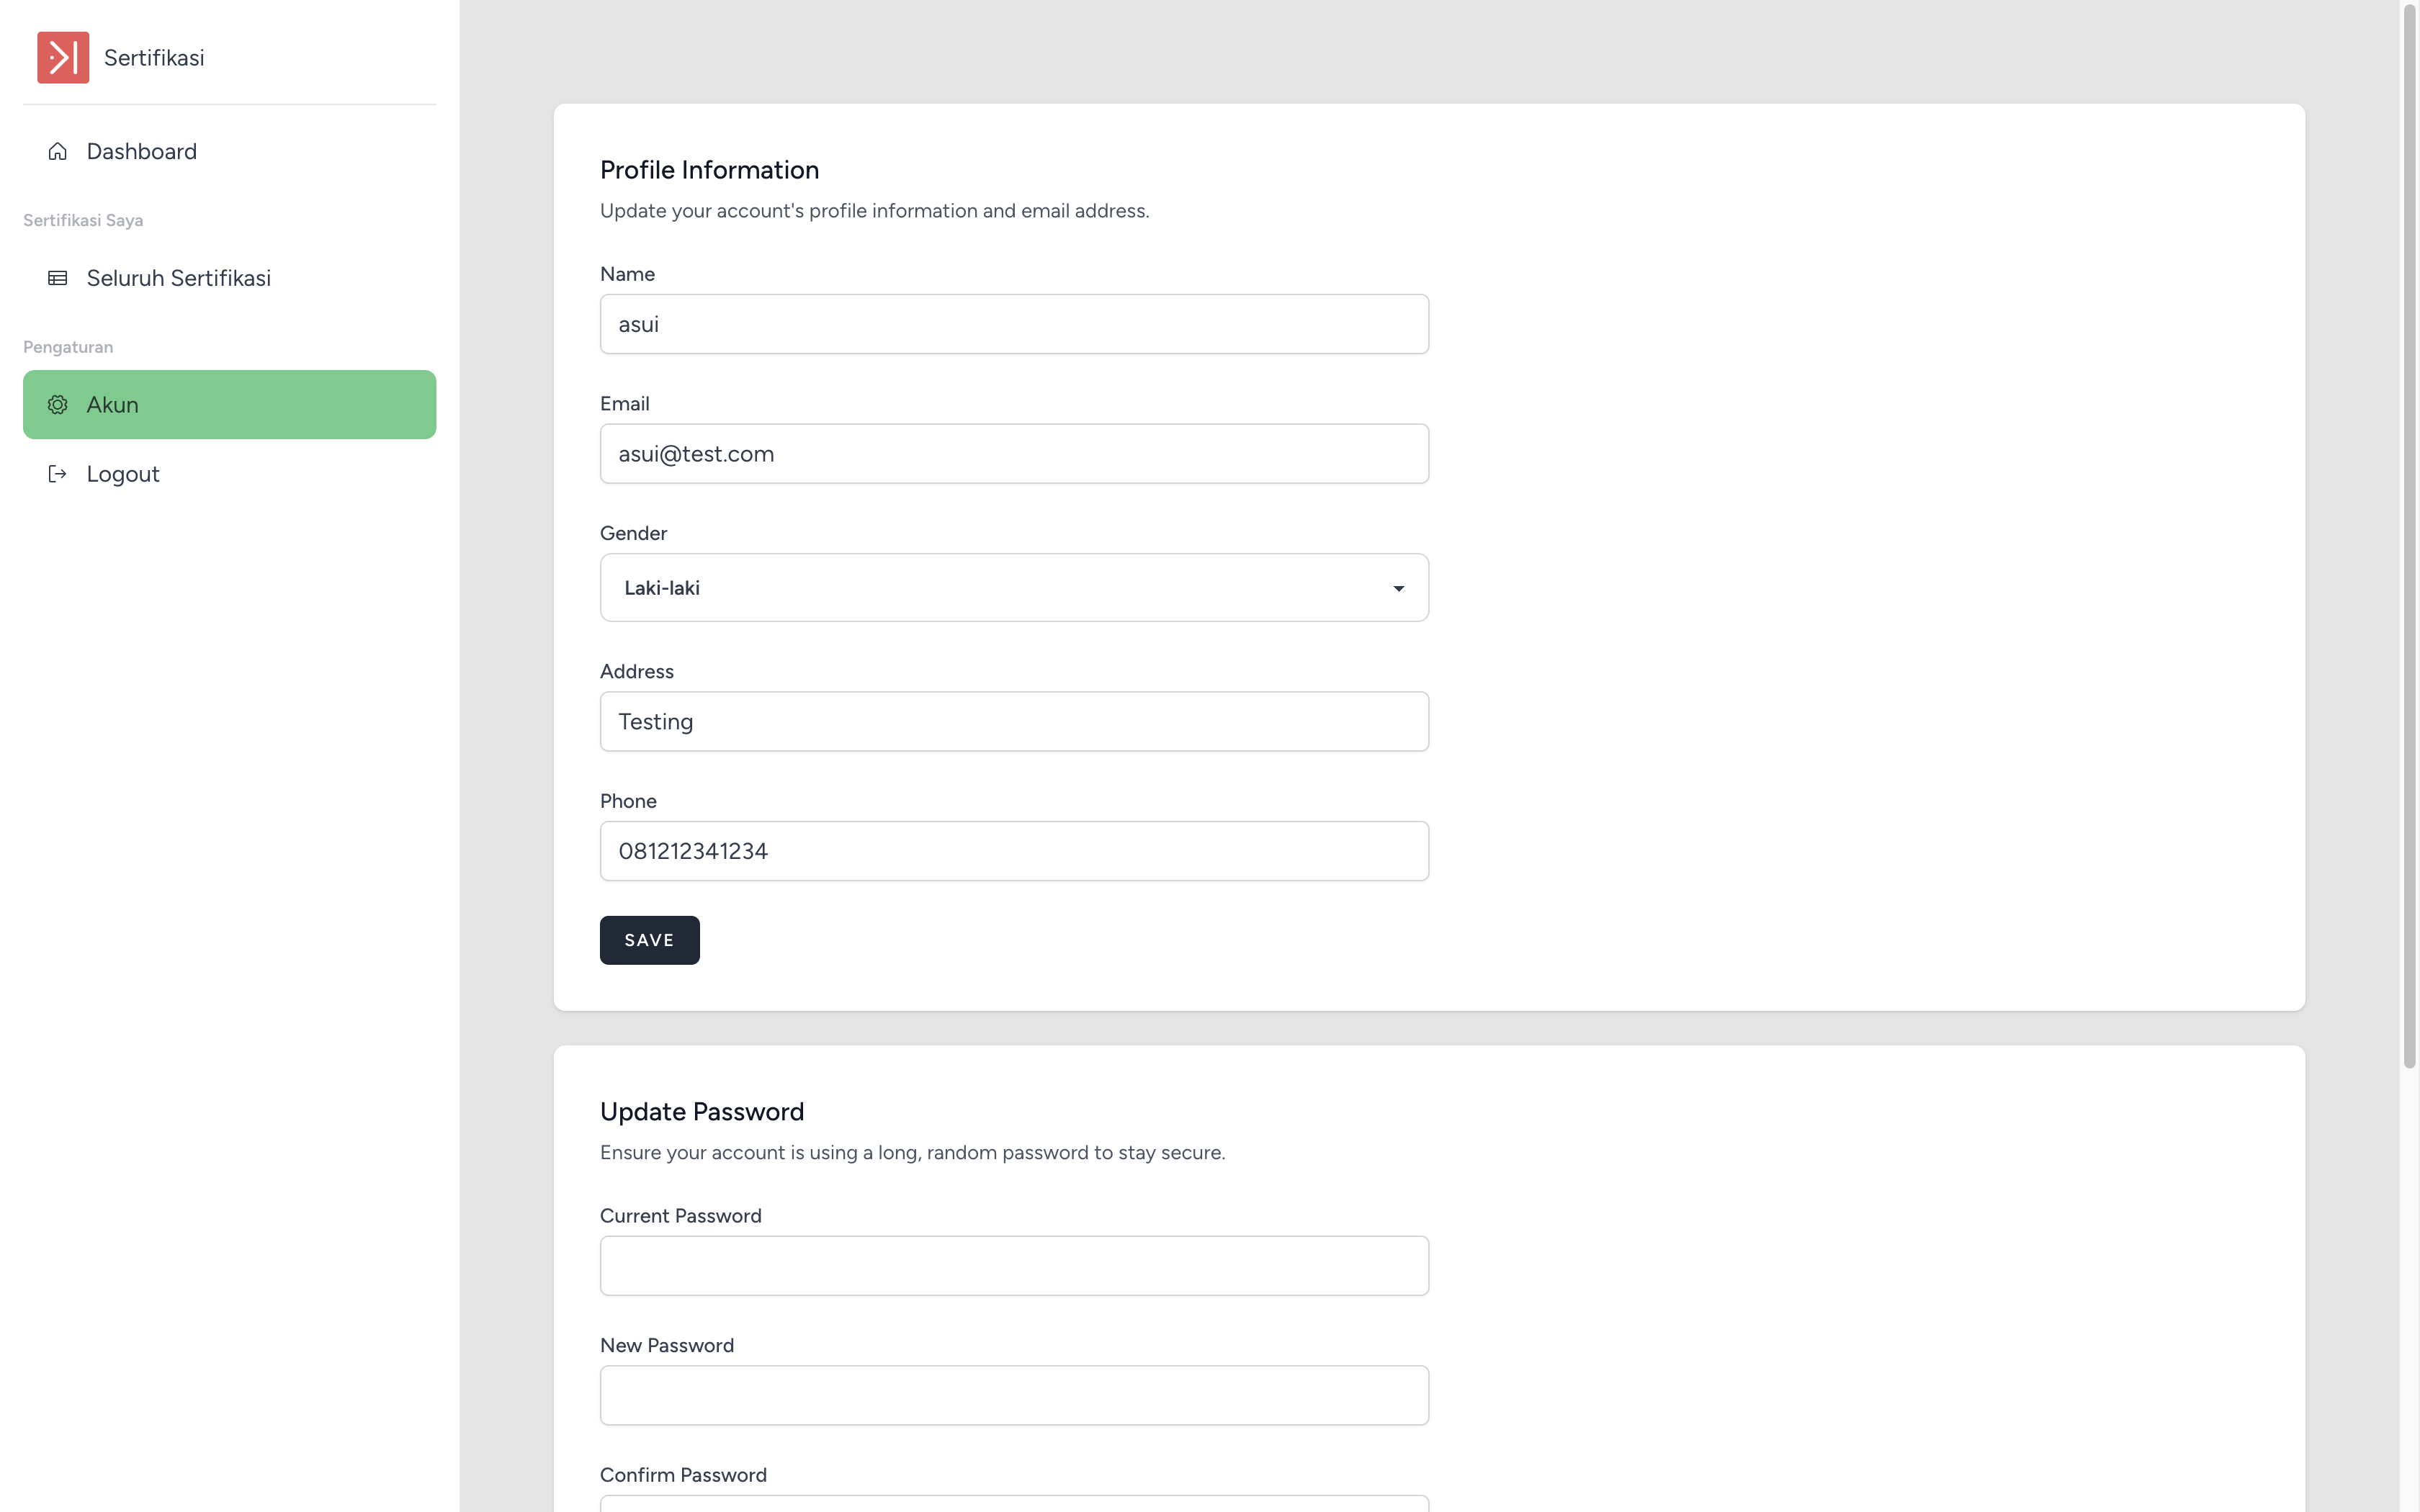 Sertifikasi
Dashboard
Sertifikasi Saya
Seluruh Sertifikasi
Pengaturan
Akun
Logout
Profile Information
Update your account's profile information and email address.
Name
asui
Email
asui@test.com
Gender
Laki-laki
Address
Testing
Phone
081212341234
SAVE
Update Password
Ensure your account is using a long, random password to stay secure.
Current Password
New Password
Confirm Password